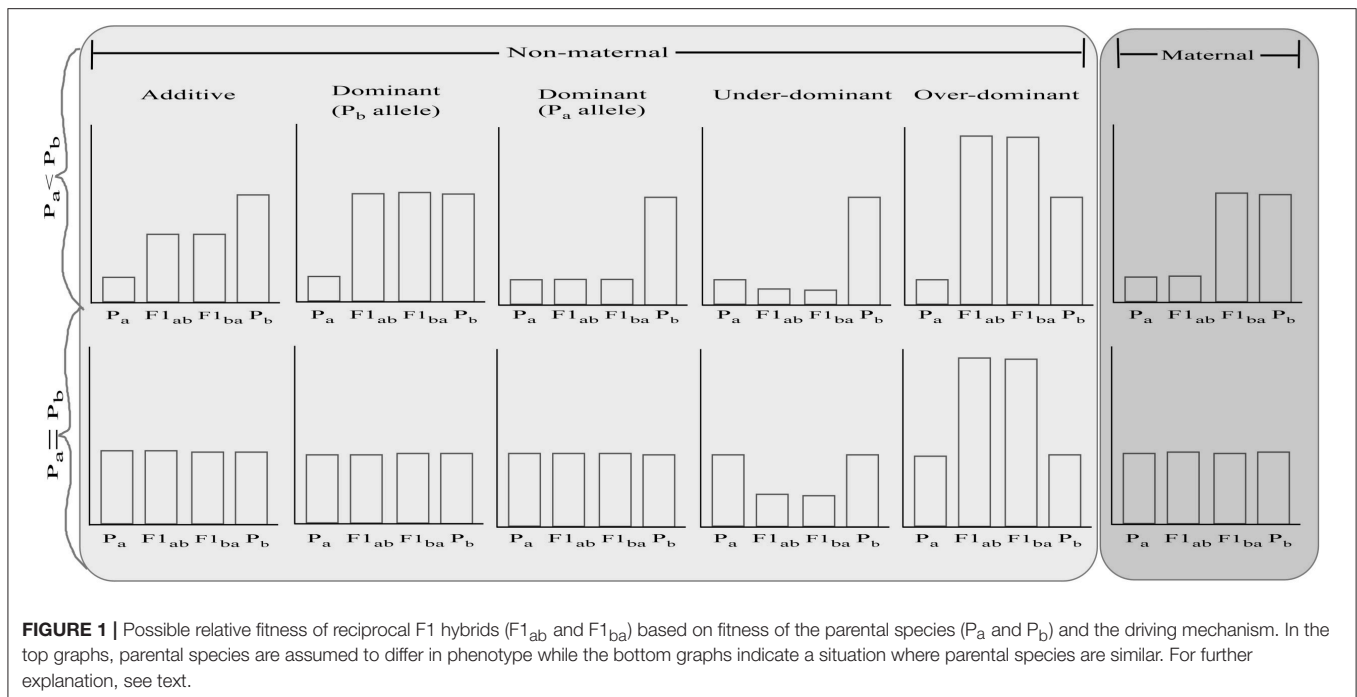 Non-maternal
Maternal
Additive
Dominant
(Pb allele)
Dominant
(Pa allele)
Under-dominant
Over-dominant
Pa < Pb
Pa F1ab F1ba Pb
Pa F1ab F1ba Pb
Pa F1ab F1ba Pb
Pa F1ab F1ba Pb
Pa F1ab F1ba Pb
Pa F1ab F1ba Pb
Pa = Pb
Pa F1ab F1ba Pb
Pa F1ab F1ba Pb
Pa F1ab F1ba Pb
Pa F1ab F1ba Pb
Pa F1ab F1ba Pb
Pa F1ab F1ba Pb
FIGURE 1 | Possible relative fitness of reciprocal F1 hybrids (F1ab and F1ba) based on fitness of the parental species (Pa and Pb) and the driving mechanism. In the
top graphs, parental species are assumed to differ in phenotype while the bottom graphs indicate a situation where parental species are similar. For further
explanation, see text.